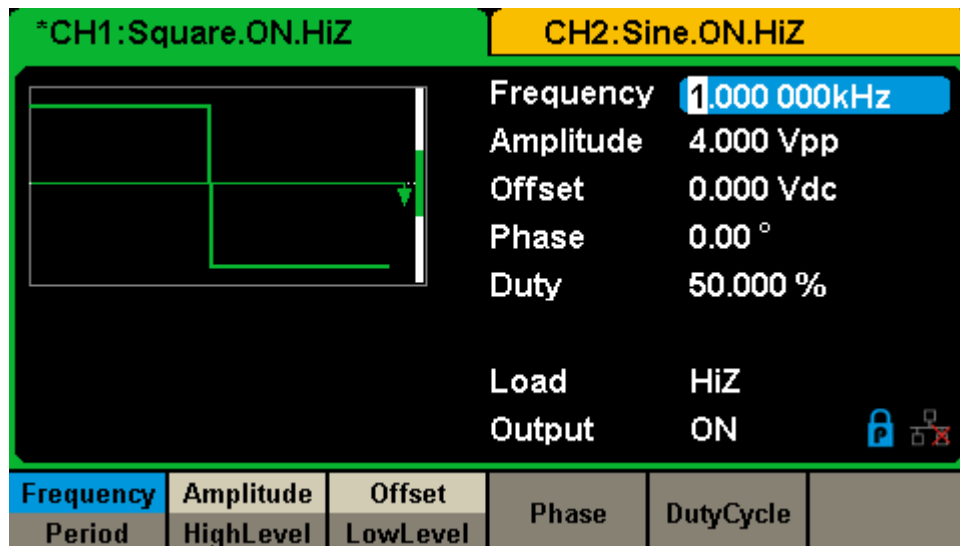 *CH1:Square.ON.HiZ CH2:Sine.ON.HiZ
Frequency 1.000 000kHz
Amplitude 4.000 Vpp
Offset 0.000 Vdc
Phase 0.00 °
Duty 50.000 %
Load HiZ
Output ON
P
Frequency Amplitude Offset Phase DutyCycle
Period HighLevel LowLevel